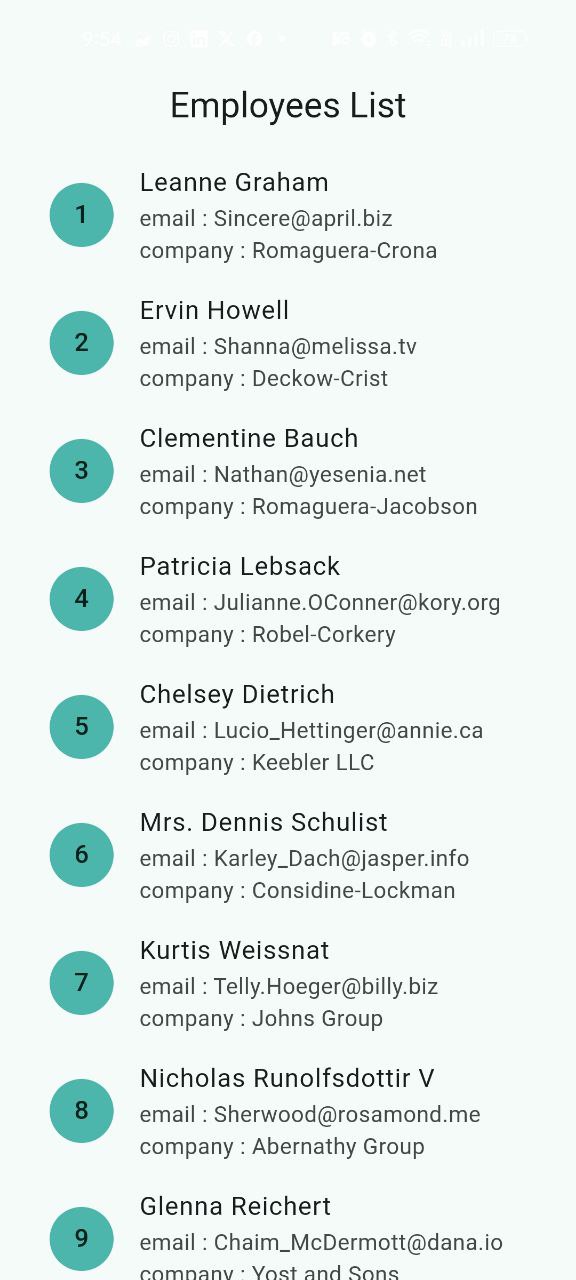 9:54
Employees List
1
Leanne Graham
email : Sincere@april.biz
company : Romaguera-Crona
2
Ervin Howell
email : Shanna@melissa.tv
company : Deckow-Crist
3
Clementine Bauch
email : Nathan@yesenia.net
company : Romaguera-Jacobson
4
Patricia Lebsack
email : Julianne.OConner@kory.org
company : Robel-Corkery
5
Chelsey Dietrich
email : Lucio_Hettinger@annie.ca
company : Keebler LLC
6
Mrs. Dennis Schulist
email : Karley_Dach@jasper.info
company : Considine-Lockman
7
Kurtis Weissnat
email : Telly.Hoeger@billy.biz
company : Johns Group
8
Nicholas Runolfsdottir V
email : Sherwood@rosamond.me
company : Abernathy Group
9
Glenna Reichert
email : Chaim_McDermott@dana.io
company : Yost and Sons